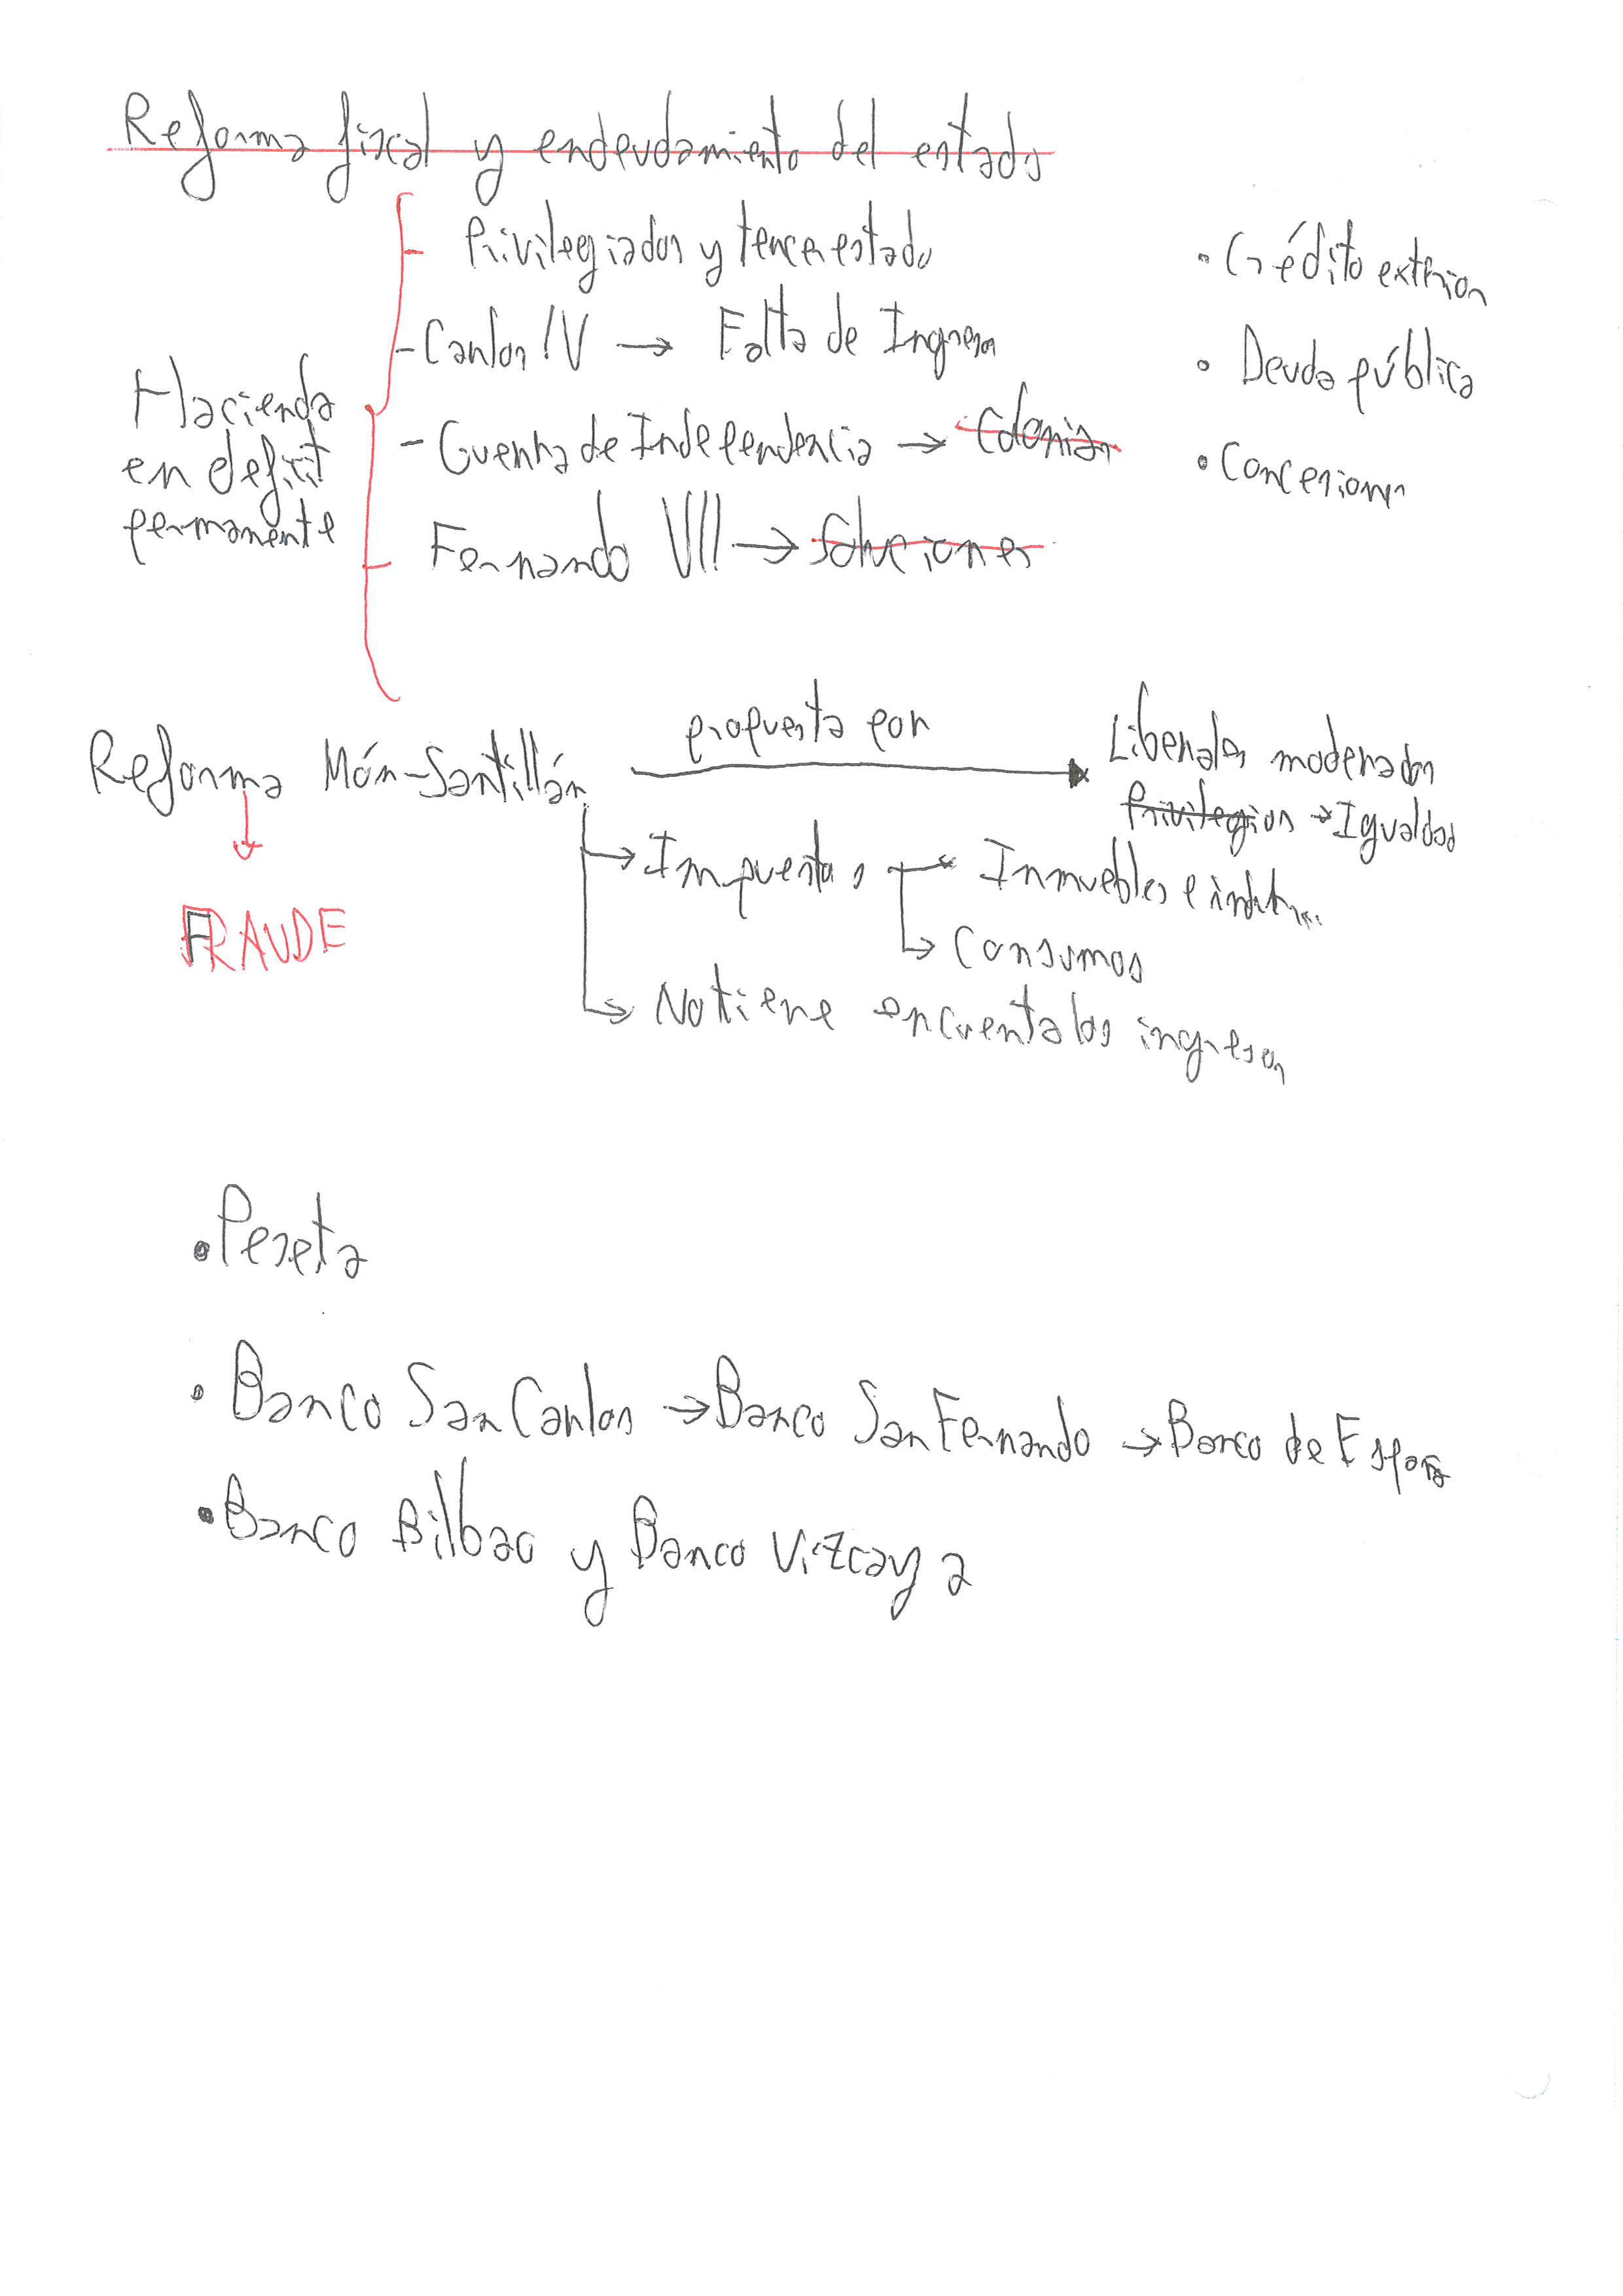 Reforma fiscal y endeudamiento del estado
Privilegiados y tercer estado
- Carlos IV → Falta de Ingresos
- Guerra de Independencia → Colonias
Fernando VII → Soluciones
Hacienda
en deficit
permanente
• Crédito exterior
• Deuda pública
• Concesiones
Reforma Món-Santillán propuesta por Liberales moderados
Privilegios → Igualdad
FRAUDE
Impuestos → Inmuebles e
Consumos
No tiene en cuenta los ingresos
• Peseta
• Banco San Carlos → Banco San Fernando → Banco de España
• Banco Bilbao y Banco Vizcaya